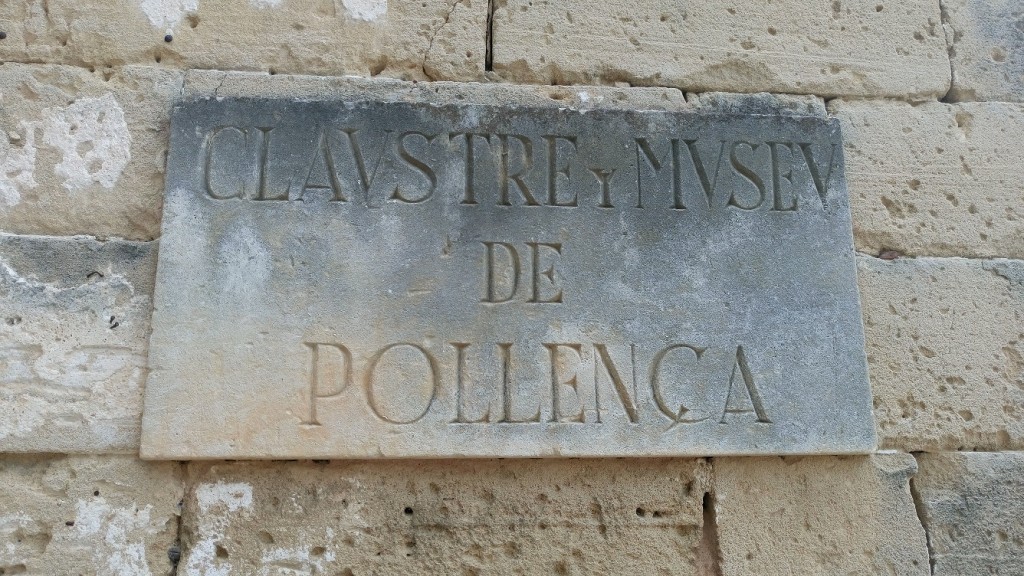 CLAVSTRE Y MVSEV
DE
POLLENÇA